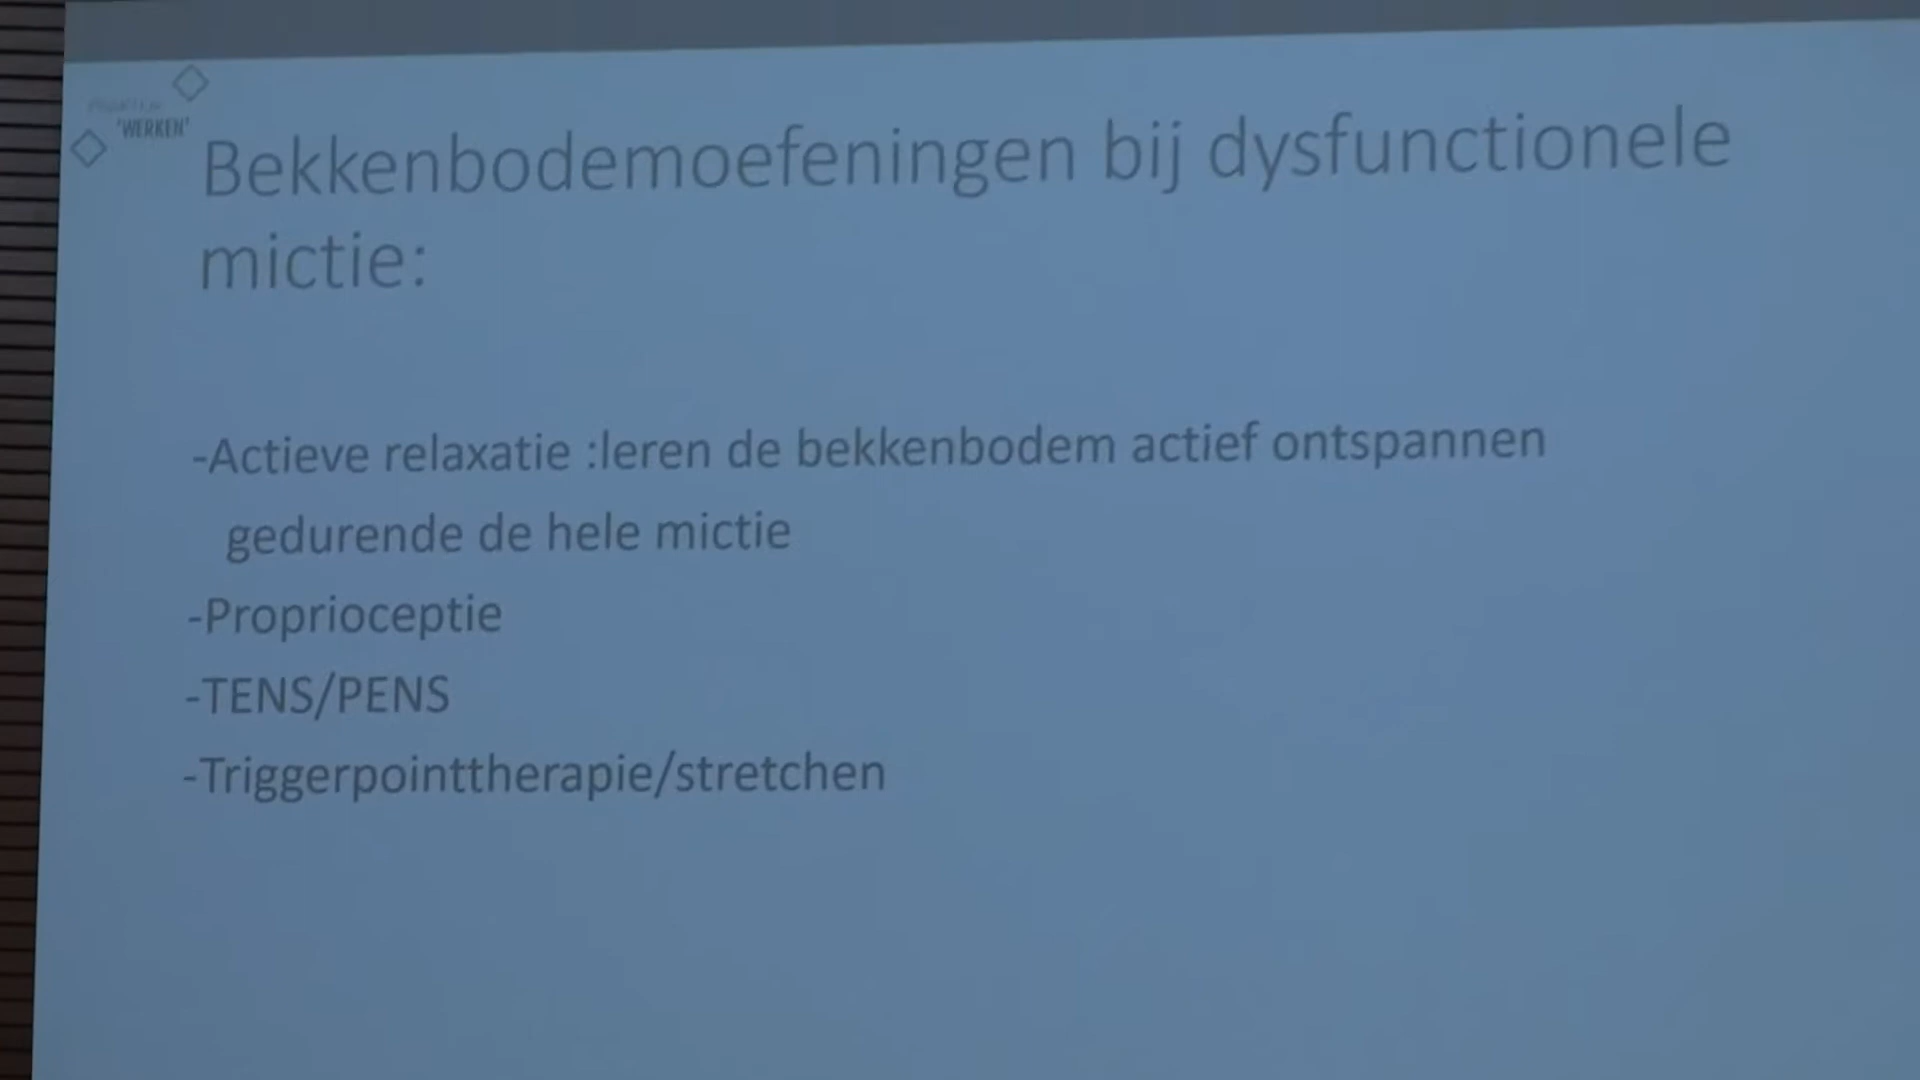 'WERKEN'
Bekkenbodemoefeningen bij dysfunctionele
mictie:
-Actieve relaxatie :leren de bekkenbodem actief ontspannen
gedurende de hele mictie
-Proprioceptie
-TENS/PENS
-Triggerpointtherapie/stretchen